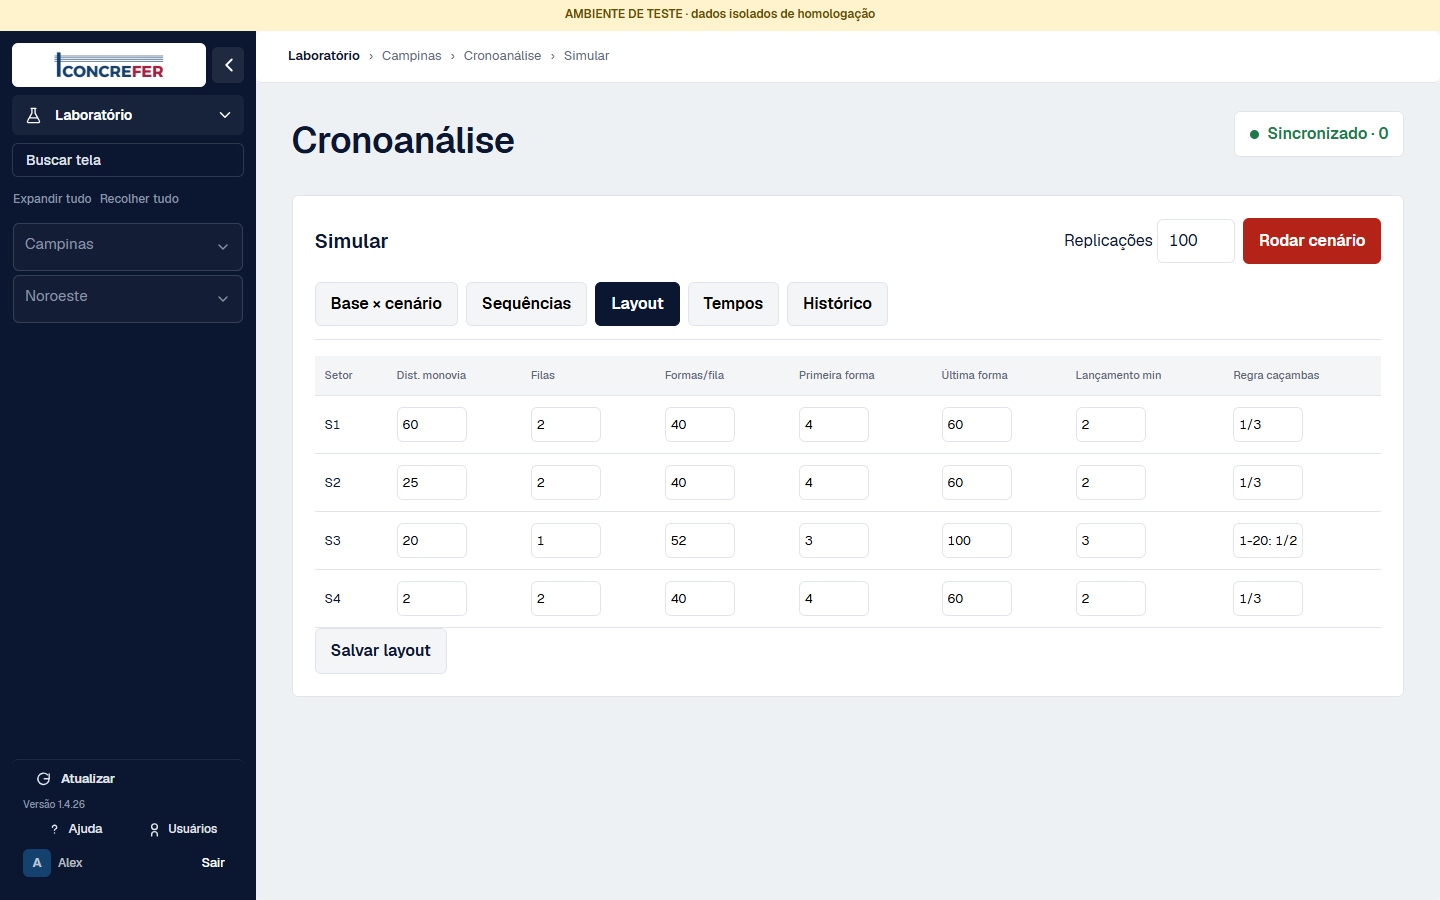 AMBIENTE DE TESTE · dados isolados de homologação
CONCREFER
Laboratório
Buscar tela
Expandir tudo Recolher tudo
Campinas
Noroeste
Atualizar
Versão 1.4.26
? Ajuda Usuários
A Alex Sair
Laboratório › Campinas › Cronoanálise › Simular
Cronoanálise
Sincronizado · 0
Simular
Replicações 100 Rodar cenário
Base × cenário Sequências Layout Tempos Histórico
Setor Dist. monovia Filas Formas/fila Primeira forma Última forma Lançamento min Regra caçambas
S1 60 2 40 4 60 2 1/3
S2 25 2 40 4 60 2 1/3
S3 20 1 52 3 100 3 1-20: 1/2
S4 2 2 40 4 60 2 1/3
Salvar layout